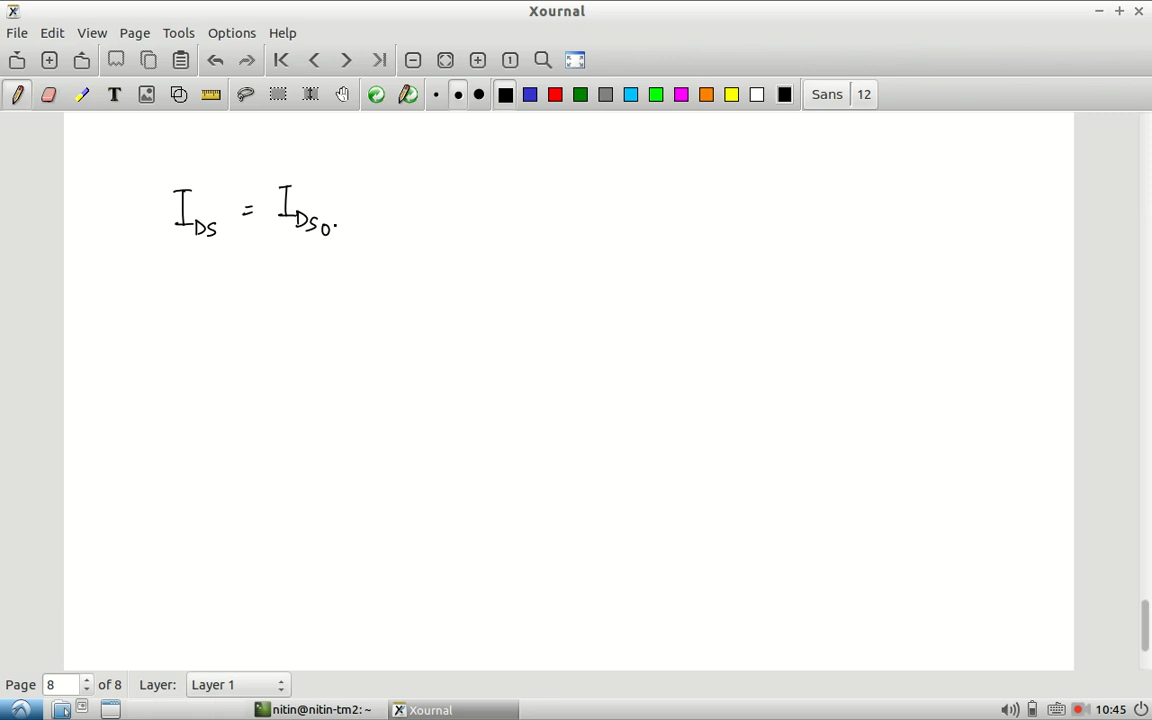 Xournal
File Edit View Page Tools Options Help
Sans 12
I_DS = I_DS0.
Page 8 of 8 Layer: Layer 1
nitin@nitin-tm2: ~ Xournal 10:45